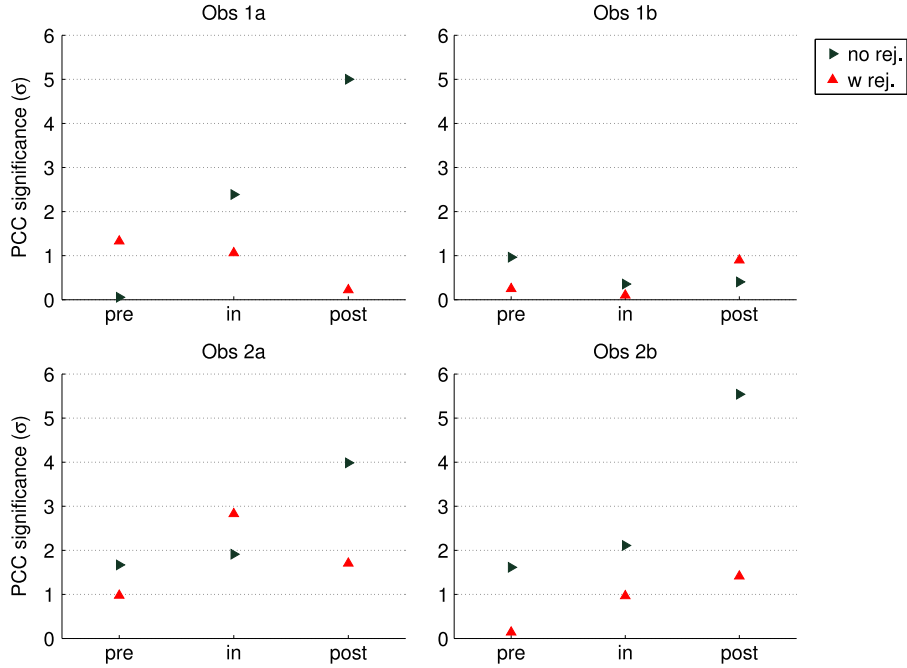 Obs 1a
Obs 1b
PCC significance (σ)
6
5
4
3
2
1
0
pre in post
6
5
4
3
2
1
0
pre in post
no rej.
w rej.
Obs 2a
Obs 2b
PCC significance (σ)
6
5
4
3
2
1
0
pre in post
6
5
4
3
2
1
0
pre in post